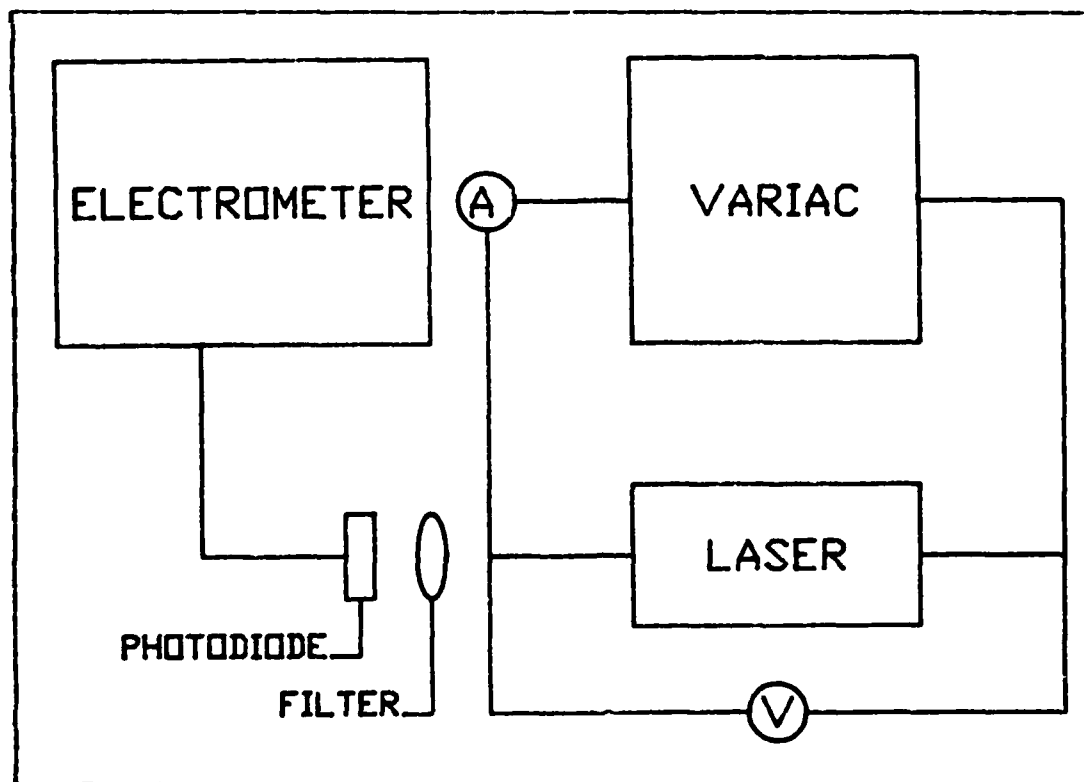 ELECTROMETER
A
VARIAC
LASER
PHOTODIODE
FILTER
V